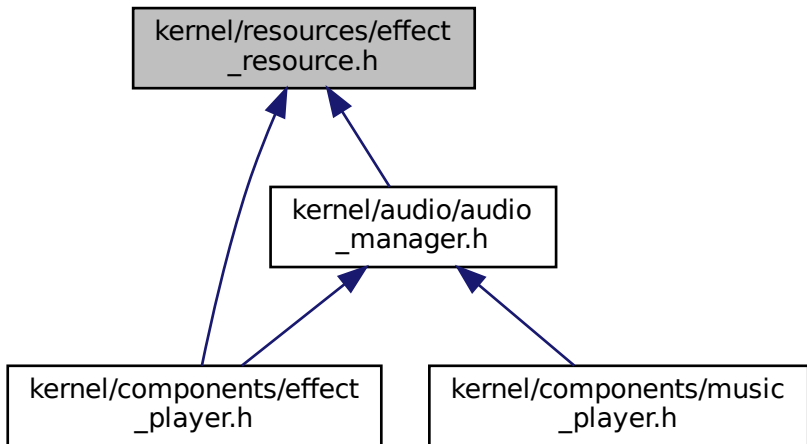 kernel/resources/effect
_resource.h
kernel/audio/audio
_manager.h
kernel/components/effect
_player.h
kernel/components/music
_player.h